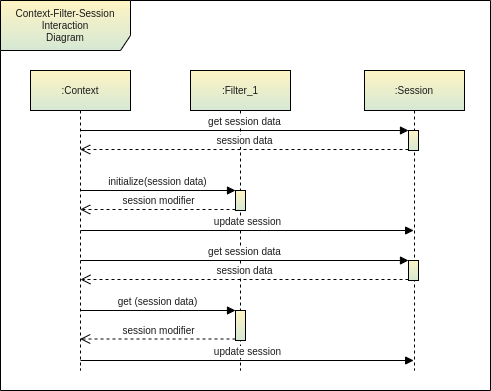 Context-Filter-Session
Interaction
Diagram
:Context
:Filter_1
:Session
get session data
session data
initialize(session data)
session modifier
update session
get session data
session data
get (session data)
session modifier
update session